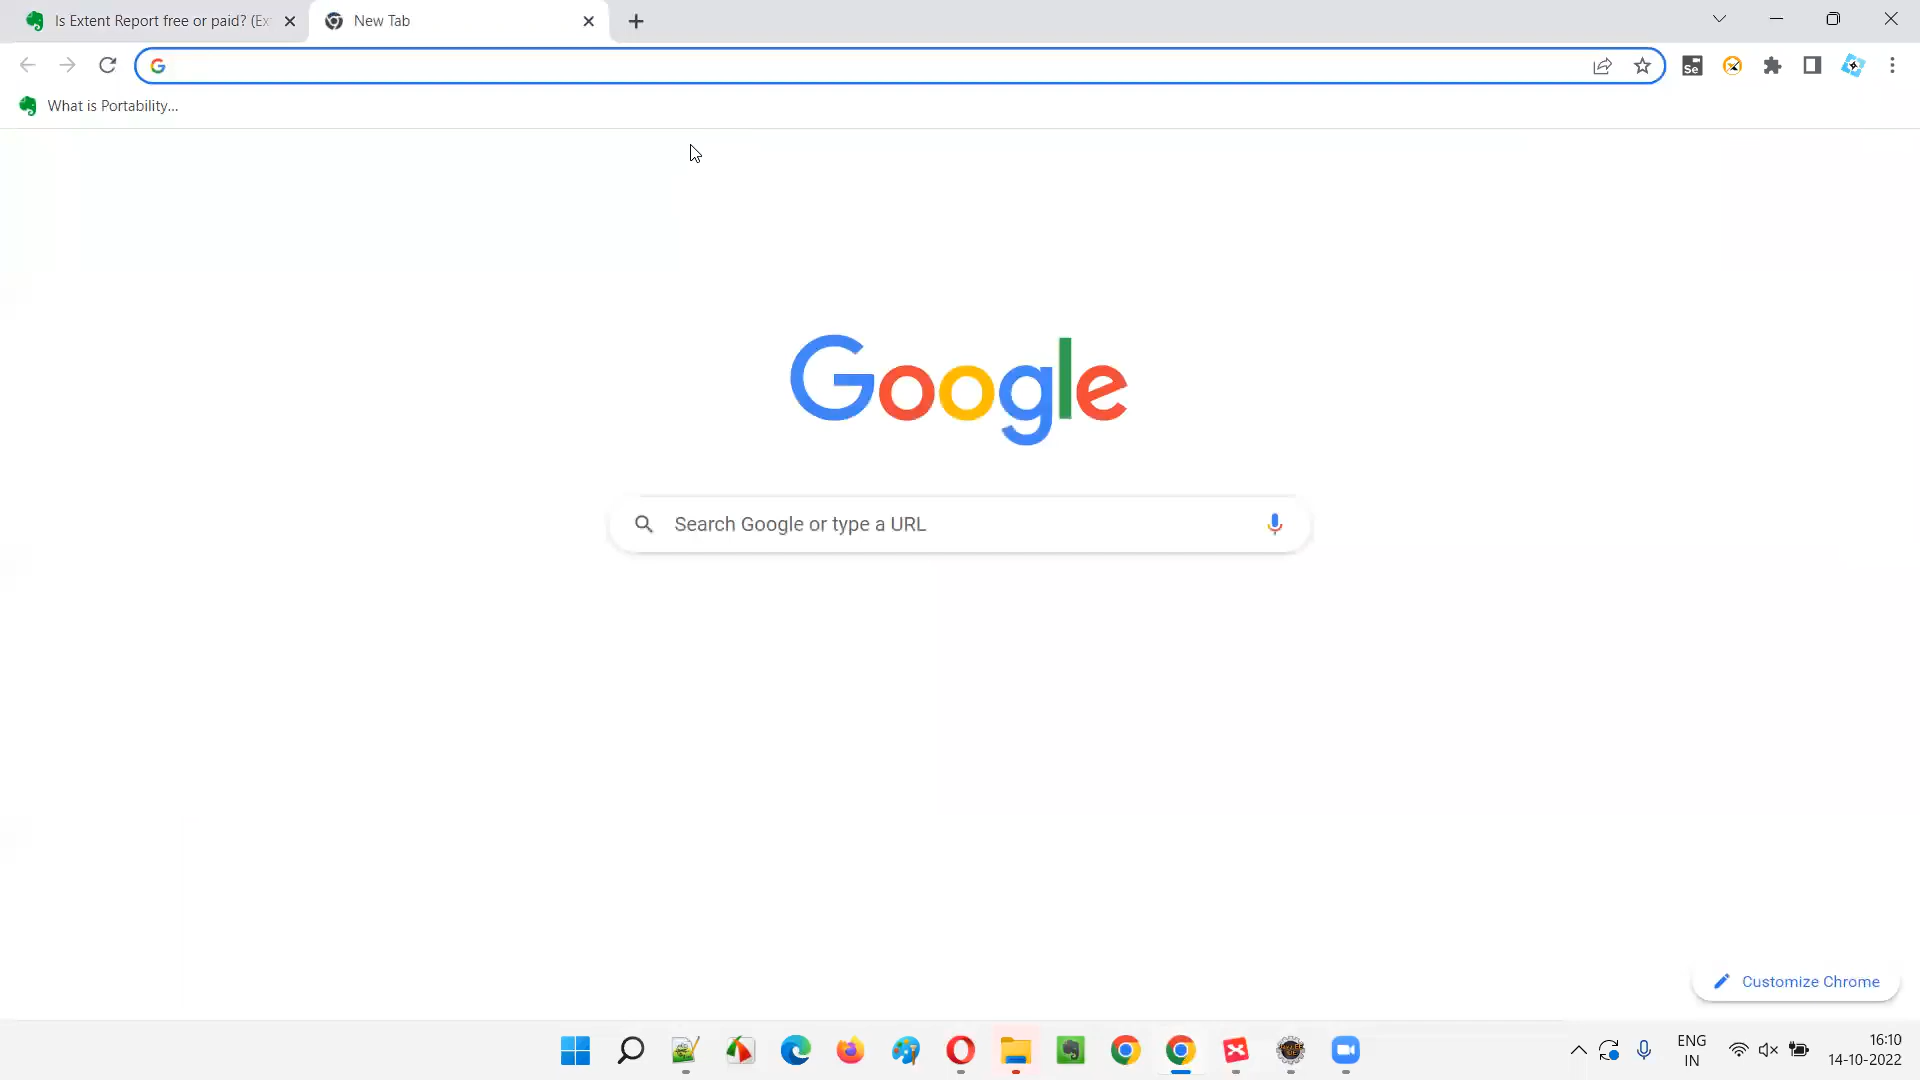 Is Extent Report free or paid? (Ex
New Tab
What is Portability...
Google
Search Google or type a URL
Customize Chrome
ENG
IN
16:10
14-10-2022